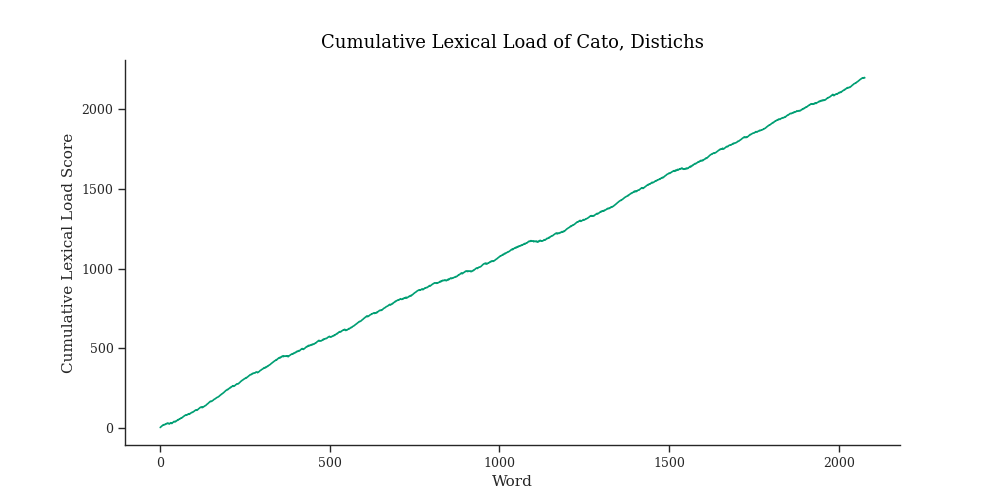 Cumulative Lexical Load of Cato, Distichs
Cumulative Lexical Load Score
2000
1500
1000
500
0
0 500 1000 1500 2000
Word